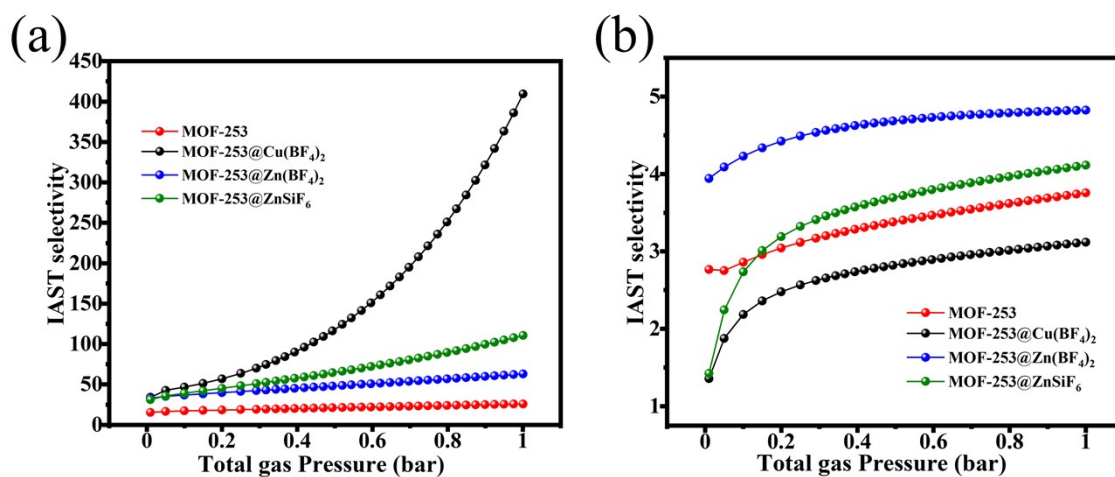 (a)
450
400
350
300
250
200
150
100
50
0
IAST selectivity
MOF-253
MOF-253@Cu(BF₄)₂
MOF-253@Zn(BF₄)₂
MOF-253@ZnSiF₆
0 0.2 0.4 0.6 0.8 1
Total gas Pressure (bar)
(b)
5
4
3
2
1
IAST selectivity
MOF-253
MOF-253@Cu(BF₄)₂
MOF-253@Zn(BF₄)₂
MOF-253@ZnSiF₆
0 0.2 0.4 0.6 0.8 1
Total gas Pressure (bar)